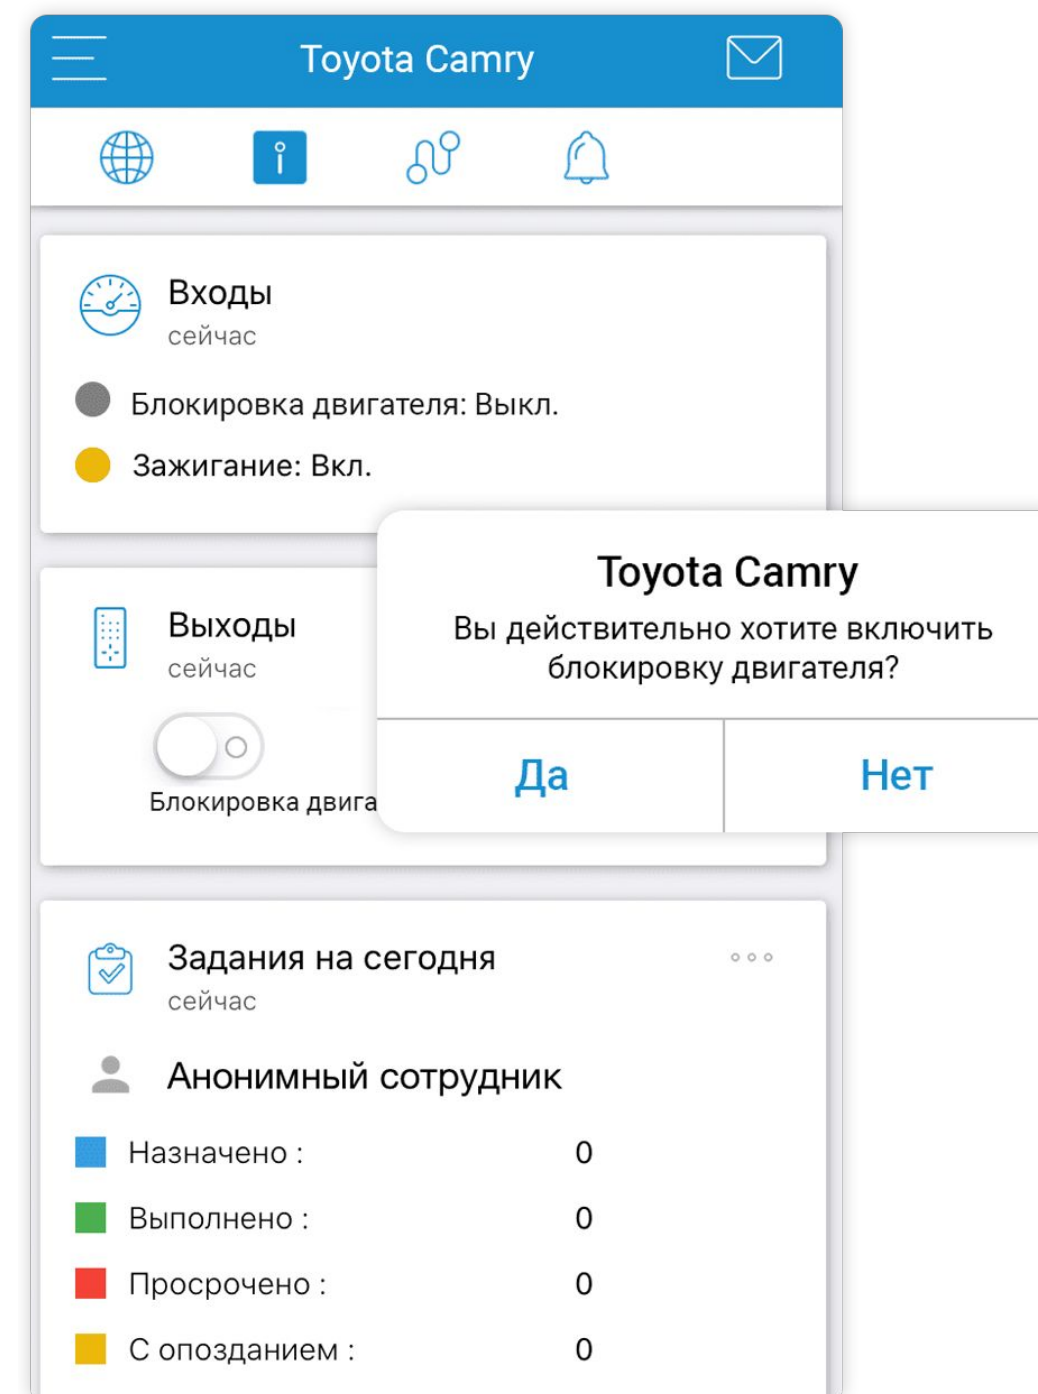 Toyota Camry
Входы
сейчас
Блокировка двигателя: Выкл.
Зажигание: Вкл.
Toyota Camry
Вы действительно хотите включить
блокировку двигателя?
Да
Нет
Выходы
сейчас
Блокировка двига
Задания на сегодня
сейчас
Анонимный сотрудник
Назначено : 0
Выполнено : 0
Просрочено : 0
С опозданием : 0